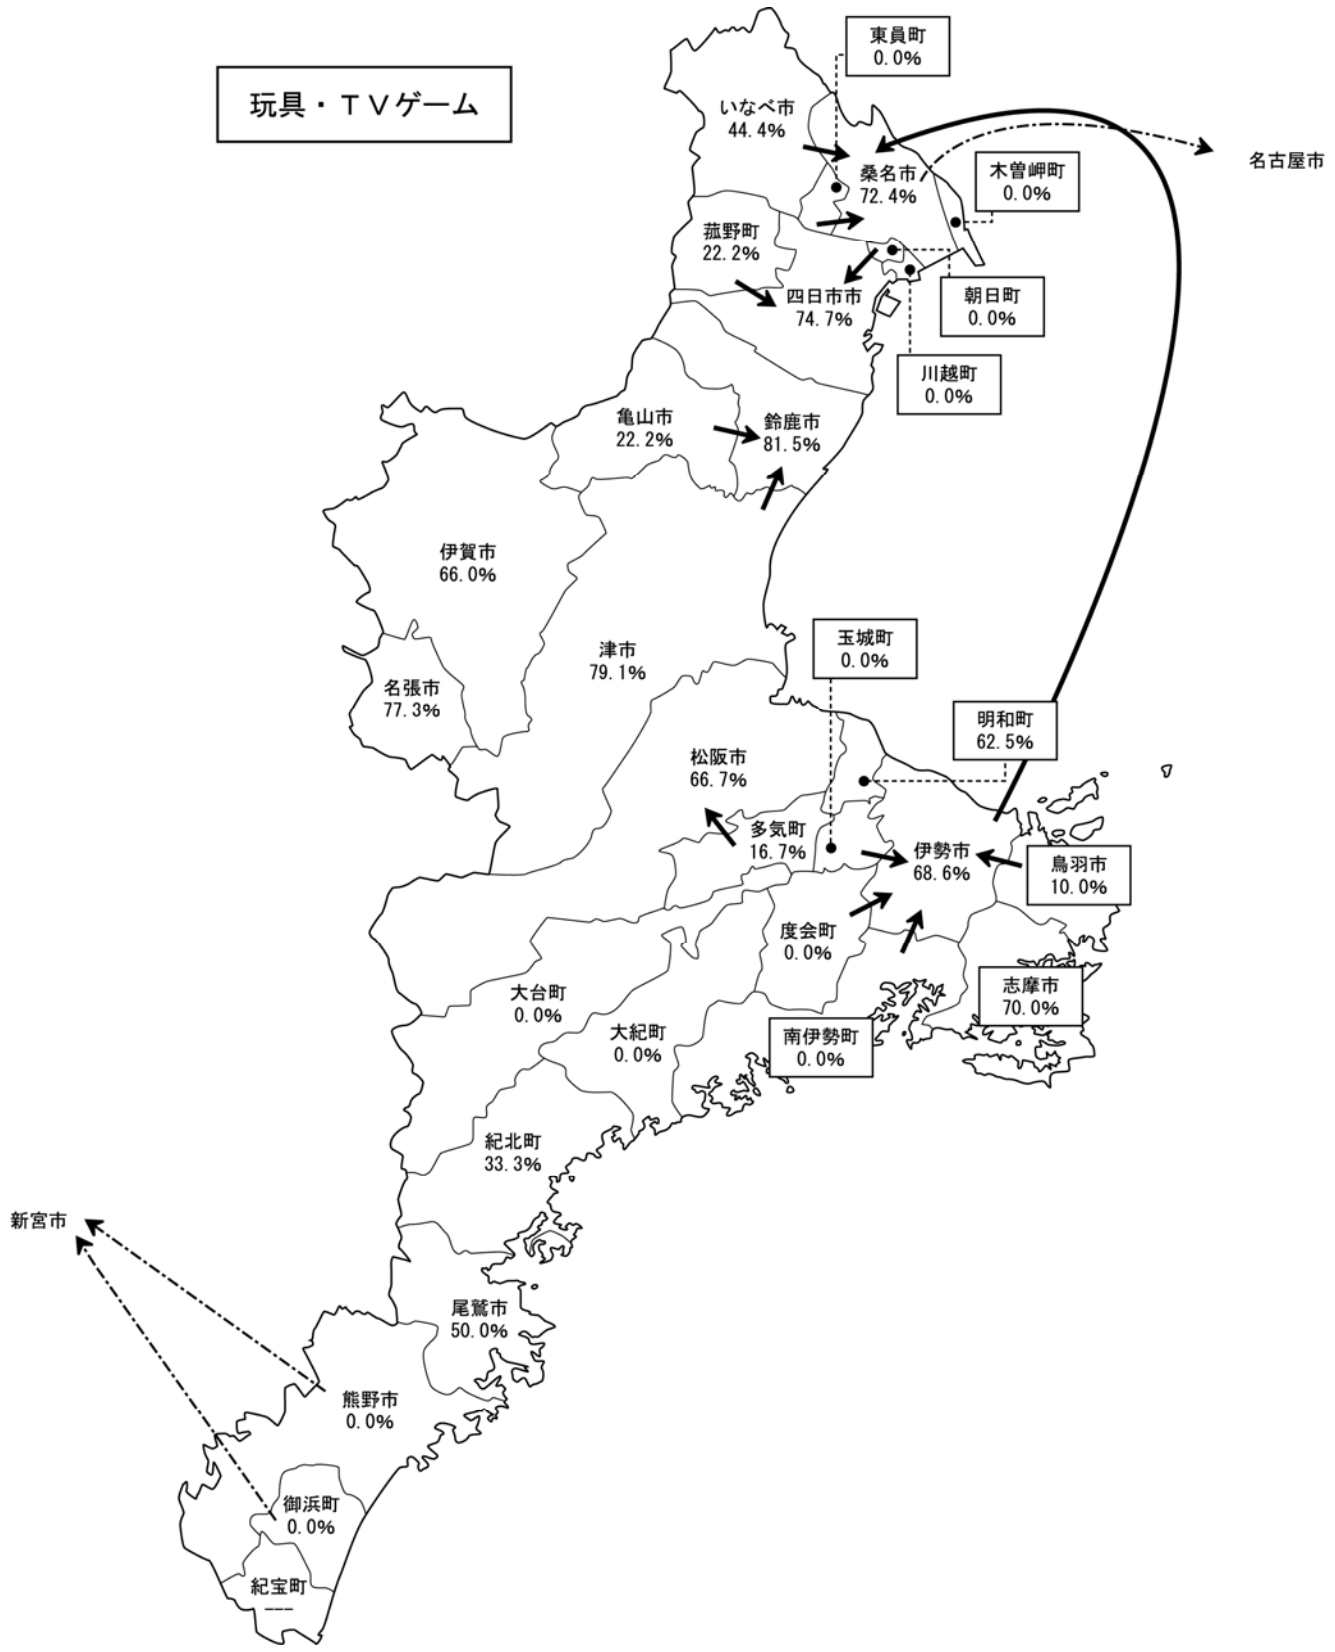 玩具・ＴＶゲーム
東員町
0.0%
いなべ市
44.4%
名古屋市
桑名市
72.4%
木曽岬町
0.0%
菰野町
22.2%
四日市市
74.7%
朝日町
0.0%
川越町
0.0%
亀山市
22.2%
鈴鹿市
81.5%
伊賀市
66.0%
津市
79.1%
玉城町
0.0%
名張市
77.3%
明和町
62.5%
松阪市
66.7%
多気町
16.7%
伊勢市
68.6%
鳥羽市
10.0%
度会町
0.0%
志摩市
70.0%
大台町
0.0%
大紀町
0.0%
南伊勢町
0.0%
紀北町
33.3%
新宮市
尾鷲市
50.0%
熊野市
0.0%
御浜町
0.0%
紀宝町
---